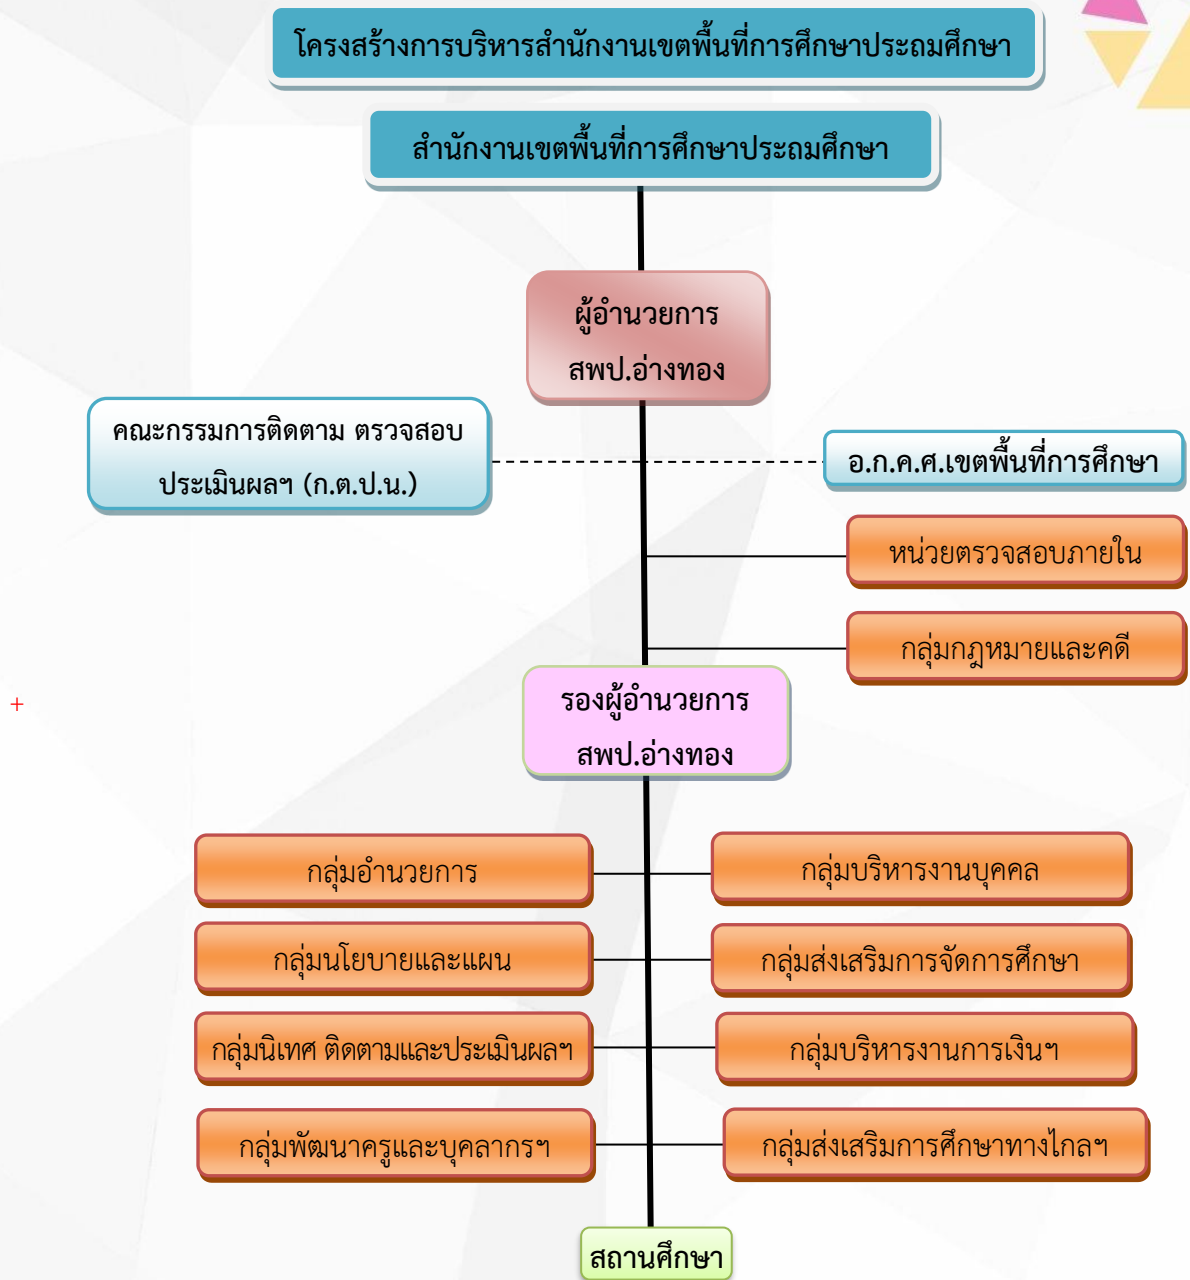 โครงสร้างการบริหารสำนักงานเขตพื้นที่การศึกษาประถมศึกษา
สำนักงานเขตพื้นที่การศึกษาประถมศึกษา
ผู้อำนวยการ
สพป.อ่างทอง
คณะกรรมการติดตาม ตรวจสอบ
ประเมินผลฯ (ก.ต.ป.น.)
อ.ก.ค.ศ.เขตพื้นที่การศึกษา
หน่วยตรวจสอบภายใน
กลุ่มกฎหมายและคดี
+
รองผู้อำนวยการ
สพป.อ่างทอง
กลุ่มอำนวยการ
กลุ่มบริหารงานบุคคล
กลุ่มนโยบายและแผน
กลุ่มส่งเสริมการจัดการศึกษา
กลุ่มนิเทศ ติดตามและประเมินผลฯ
กลุ่มบริหารงานการเงินฯ
กลุ่มพัฒนาครูและบุคลากรฯ
กลุ่มส่งเสริมการศึกษาทางไกลฯ
สถานศึกษา